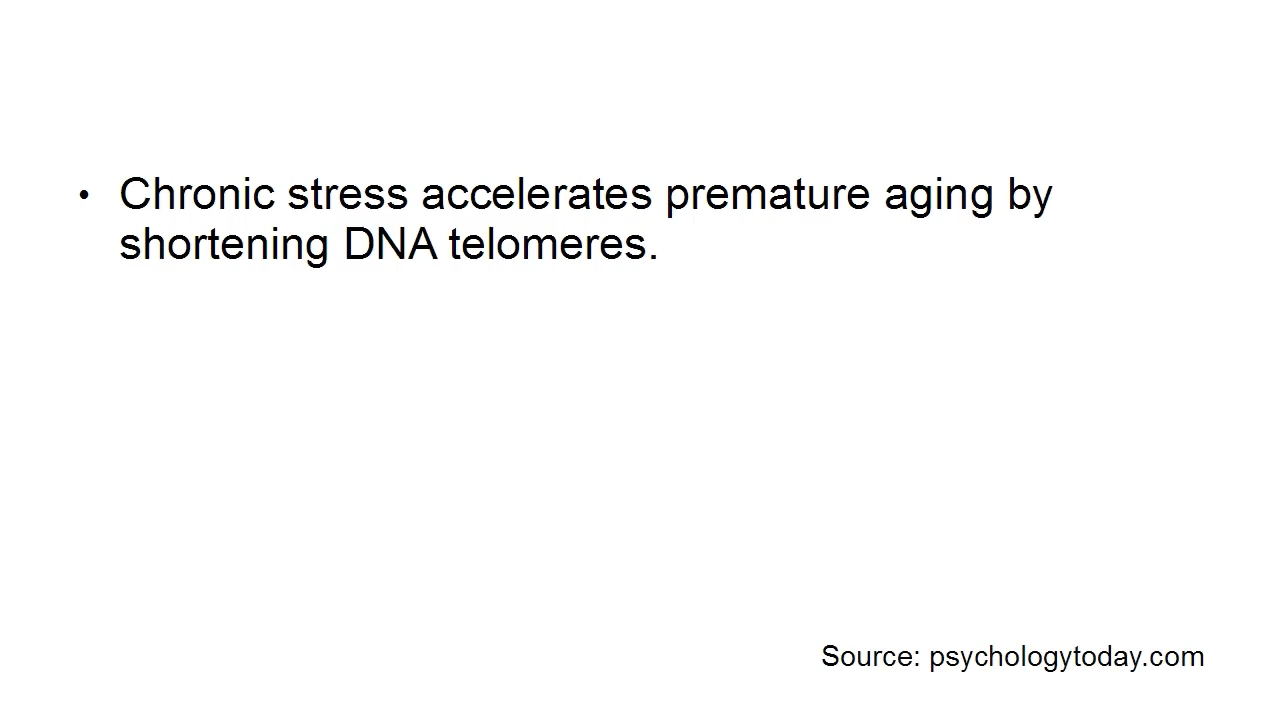 • Chronic stress accelerates premature aging by
shortening DNA telomeres.
Source: psychologytoday.com